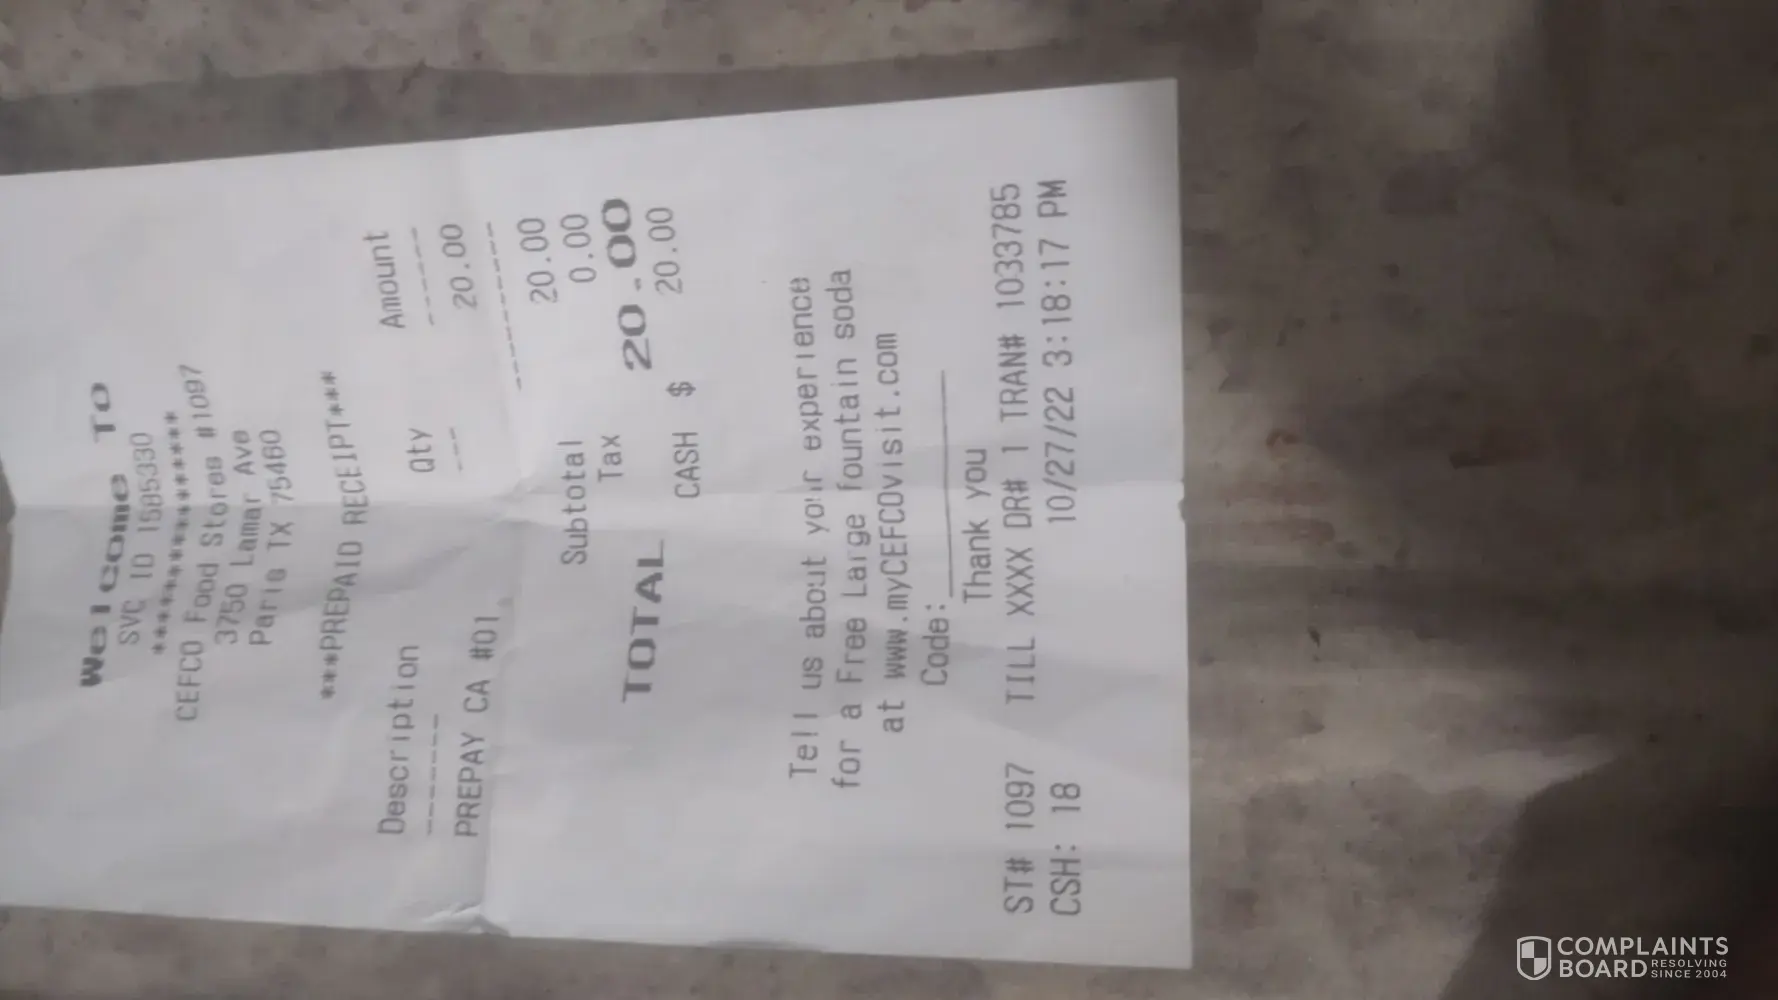 Welcome To
SVC ID 1585330
******************
CEFCO Food Stores #1097
3750 Lamar Ave
Paris TX 75460
***PREPAID RECEIPT***
Description Qty Amount
------- --- ------
PREPAY CA #01 20.00
-----------
Subtotal 20.00
Tax 0.00
TOTAL 20.00
CASH $ 20.00
Tell us about your experience
for a Free Large fountain soda
at www.myCEFCOvisit.com
Code:__________
Thank you
ST# 1097 TILL XXXX DR# 1 TRAN# 1033785
CSH: 18 10/27/22 3:18:17 PM
COMPLAINTS
BOARD RESOLVING
SINCE 2004